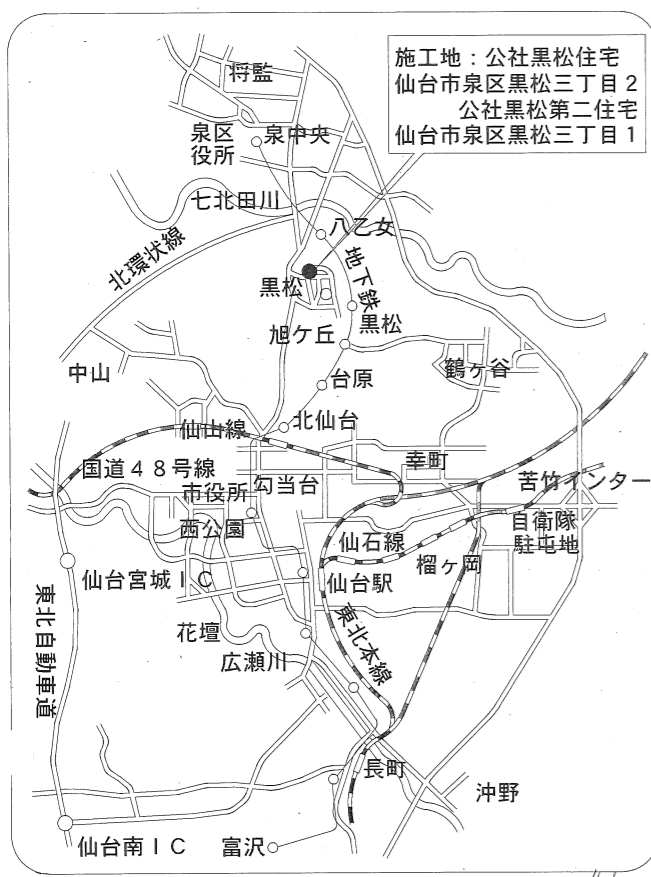 施工地：公社黒松住宅
仙台市泉区黒松三丁目２
公社黒松第二住宅
仙台市泉区黒松三丁目１
将監
泉区
役所
泉中央
七北田川
八乙女
北環状線
地下鉄
黒松
黒松
旭ケ丘
中山
鶴ヶ谷
台原
北仙台
仙山線
国道４８号線
幸町
市役所
勾当台
苦竹インター
西公園
自衛隊
駐屯地
仙石線
榴ヶ岡
仙台宮城ＩＣ
仙台駅
東北自動車道
花壇
東北本線
広瀬川
長町
沖野
仙台南ＩＣ
富沢